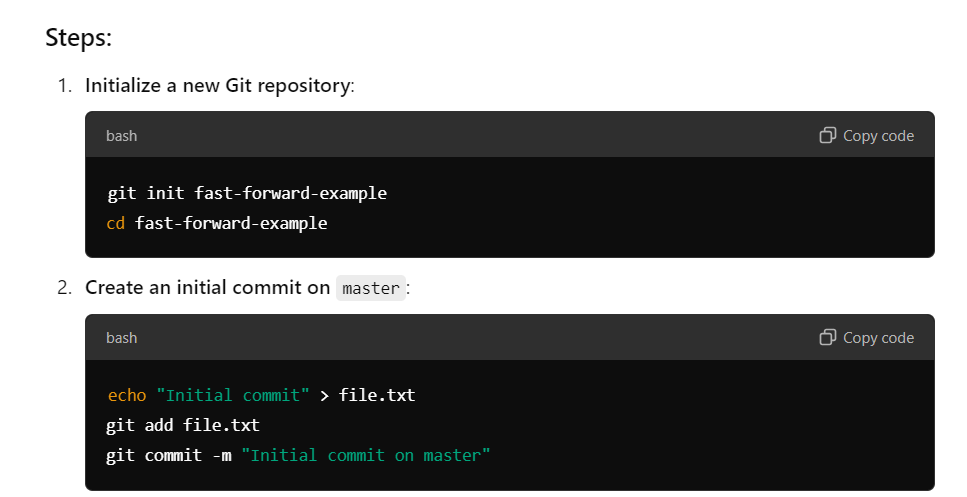 Steps:
1. Initialize a new Git repository:
bash
Copy code
git init fast-forward-example
cd fast-forward-example
2. Create an initial commit on master:
bash
Copy code
echo "Initial commit" > file.txt
git add file.txt
git commit -m "Initial commit on master"